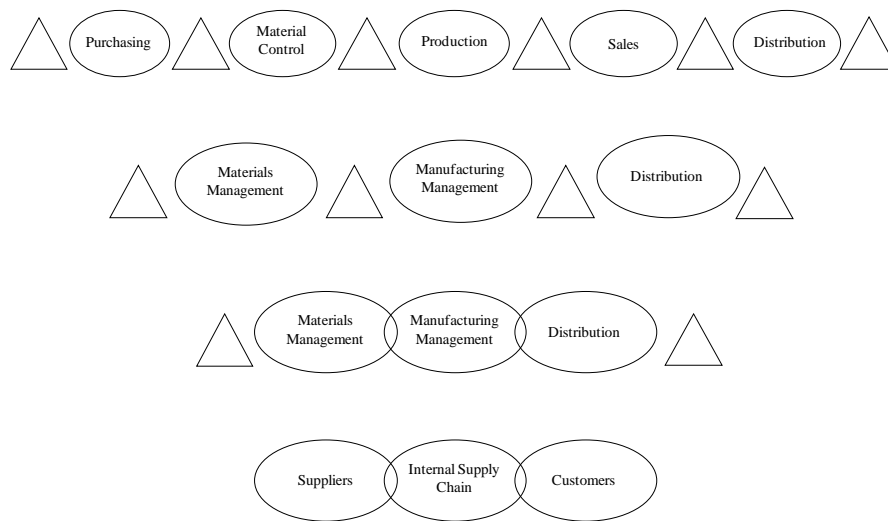 Purchasing
Material
Control
Production
Sales
Distribution
Materials
Management
Manufacturing
Management
Distribution
Materials
Management
Manufacturing
Management
Distribution
Suppliers
Internal Supply
Chain
Customers